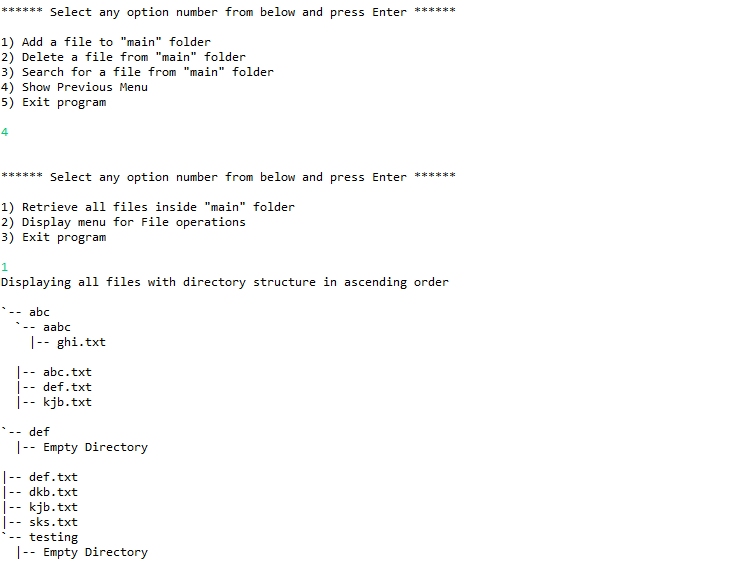 ****** Select any option number from below and press Enter ******
1) Add a file to "main" folder
2) Delete a file from "main" folder
3) Search for a file from "main" folder
4) Show Previous Menu
5) Exit program
4
****** Select any option number from below and press Enter ******
1) Retrieve all files inside "main" folder
2) Display menu for File operations
3) Exit program
1
Displaying all files with directory structure in ascending order
`-- abc
  `-- aabc
    |-- ghi.txt
  |-- abc.txt
  |-- def.txt
  |-- kjb.txt
`-- def
  |-- Empty Directory
|-- def.txt
|-- dkb.txt
|-- kjb.txt
|-- sks.txt
`-- testing
  |-- Empty Directory